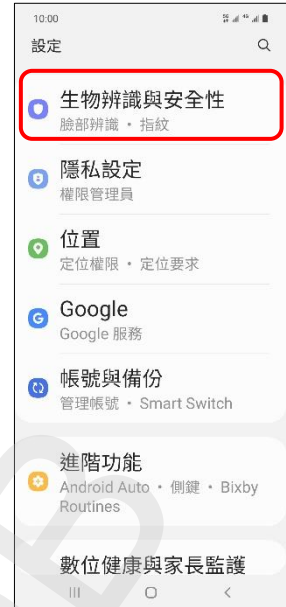 10:00
設定
生物辨識與安全性
臉部辨識 • 指紋
隱私設定
權限管理員
位置
定位權限 • 定位要求
Google
Google 服務
帳號與備份
管理帳號 • Smart Switch
進階功能
Android Auto • 側鍵 • Bixby
Routines
數位健康與家長監護